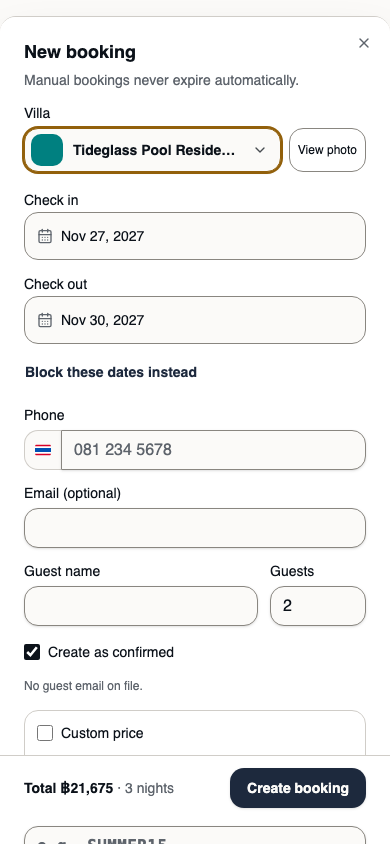 New booking
Manual bookings never expire automatically.
Villa
Tideglass Pool Reside...
View photo
Check in
Nov 27, 2027
Check out
Nov 30, 2027
Block these dates instead
Phone
081 234 5678
Email (optional)
Guest name
Guests
2
Create as confirmed
No guest email on file.
Custom price
Total ฿21,675 · 3 nights
Create booking